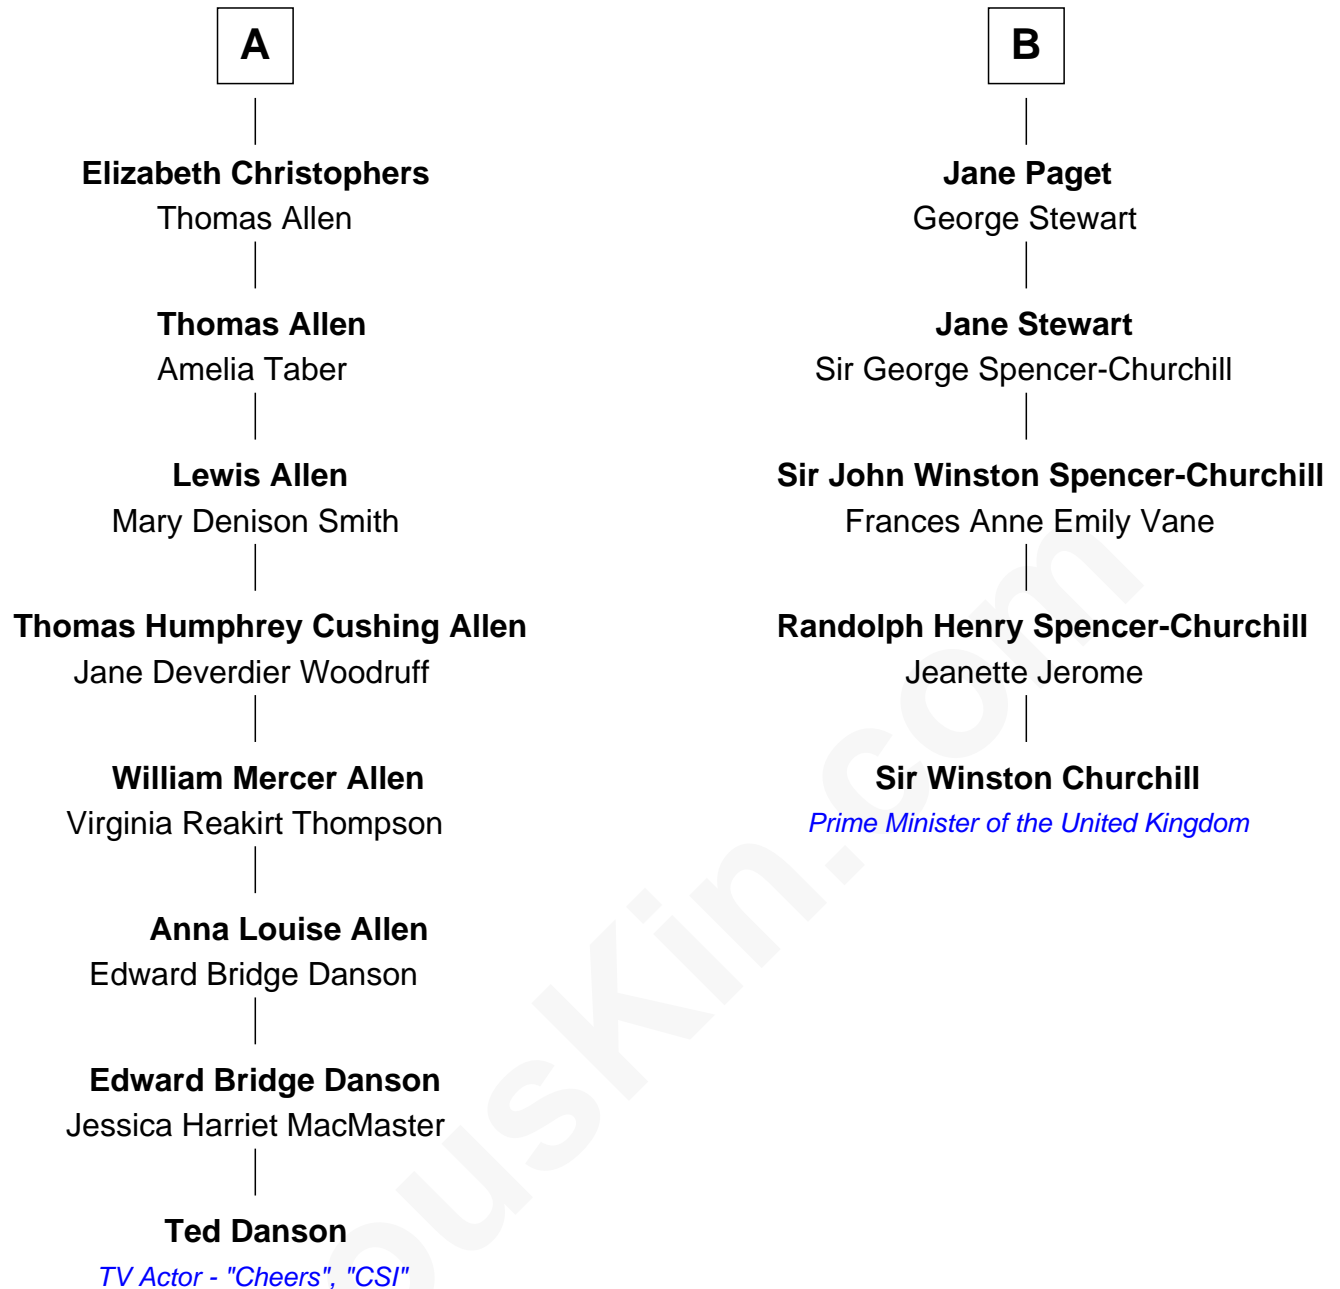 A
Elizabeth Christophers
Thomas Allen
Thomas Allen
Amelia Taber
Lewis Allen
Mary Denison Smith
Thomas Humphrey Cushing Allen
Jane Deverdier Woodruff
William Mercer Allen
Virginia Reakirt Thompson
Anna Louise Allen
Edward Bridge Danson
Edward Bridge Danson
Jessica Harriet MacMaster
Ted Danson
TV Actor - "Cheers", "CSI"
B
Jane Paget
George Stewart
Jane Stewart
Sir George Spencer-Churchill
Sir John Winston Spencer-Churchill
Frances Anne Emily Vane
Randolph Henry Spencer-Churchill
Jeanette Jerome
Sir Winston Churchill
Prime Minister of the United Kingdom
ousKin.com